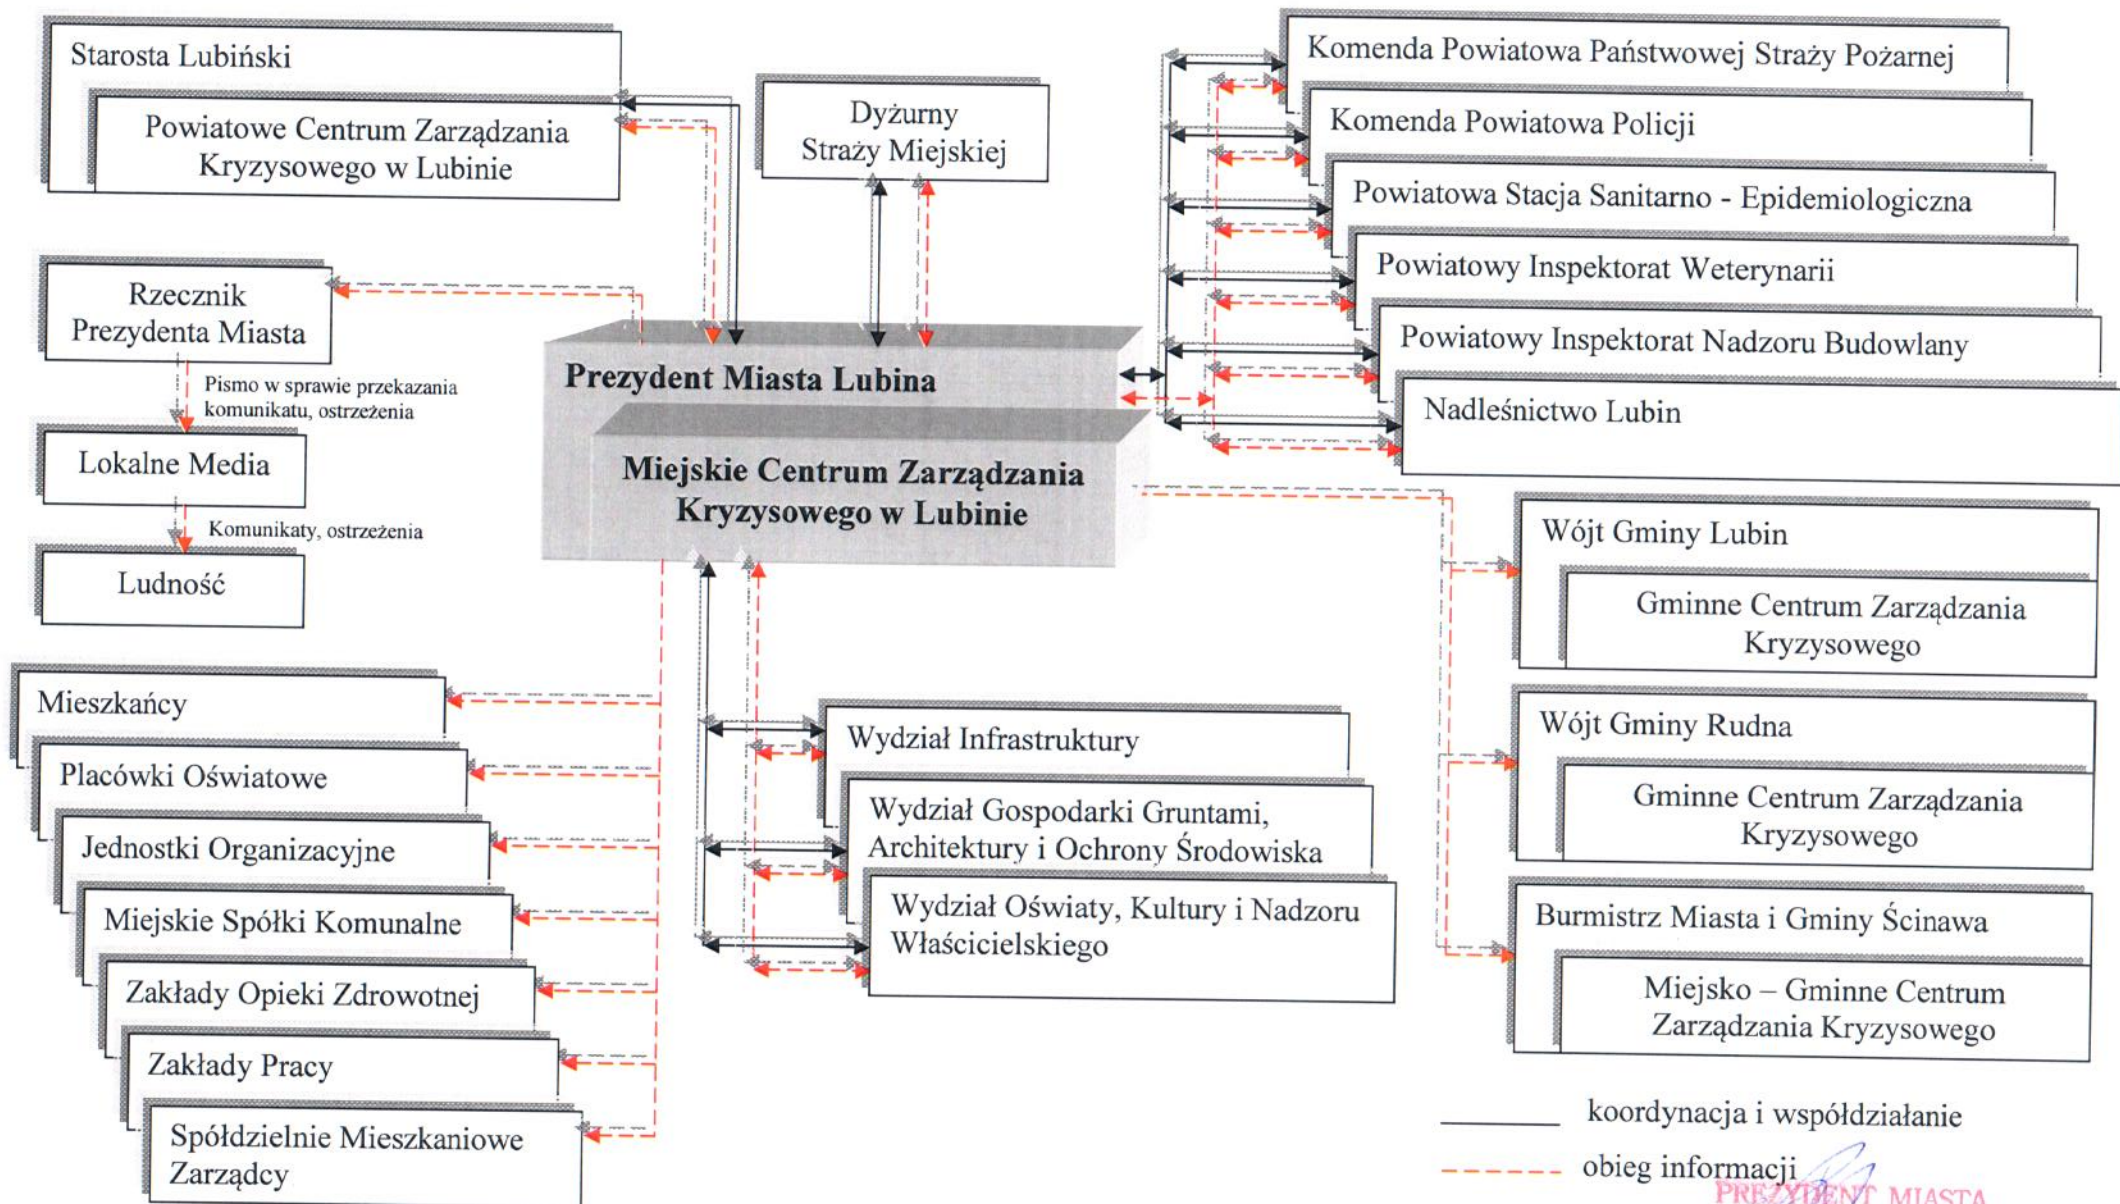 Starosta Lubiński
Powiatowe Centrum Zarządzania
Kryzysowego w Lubinie
Dyżurny
Straży Miejskiej
Komenda Powiatowa Państwowej Straży Pożarnej
Komenda Powiatowa Policji
Powiatowa Stacja Sanitarno - Epidemiologiczna
Powiatowy Inspektorat Weterynarii
Powiatowy Inspektorat Nadzoru Budowlany
Nadleśnictwo Lubin
Rzecznik
Prezydenta Miasta
Pismo w sprawie przekazania
komunikatu, ostrzeżenia
Lokalne Media
Komunikaty, ostrzeżenia
Ludność
Prezydent Miasta Lubina
Miejskie Centrum Zarządzania
Kryzysowego w Lubinie
Wójt Gminy Lubin
Gminne Centrum Zarządzania
Kryzysowego
Wójt Gminy Rudna
Gminne Centrum Zarządzania
Kryzysowego
Burmistrz Miasta i Gminy Ścinawa
Miejsko – Gminne Centrum
Zarządzania Kryzysowego
Mieszkańcy
Placówki Oświatowe
Jednostki Organizacyjne
Miejskie Spółki Komunalne
Zakłady Opieki Zdrowotnej
Zakłady Pracy
Spółdzielnie Mieszkaniowe
Zarządcy
Wydział Infrastruktury
Wydział Gospodarki Gruntami,
Architektury i Ochrony Środowiska
Wydział Oświaty, Kultury i Nadzoru
Właścicielskiego
koordynacja i współdziałanie
obieg informacji
PREZYDENT MIASTA